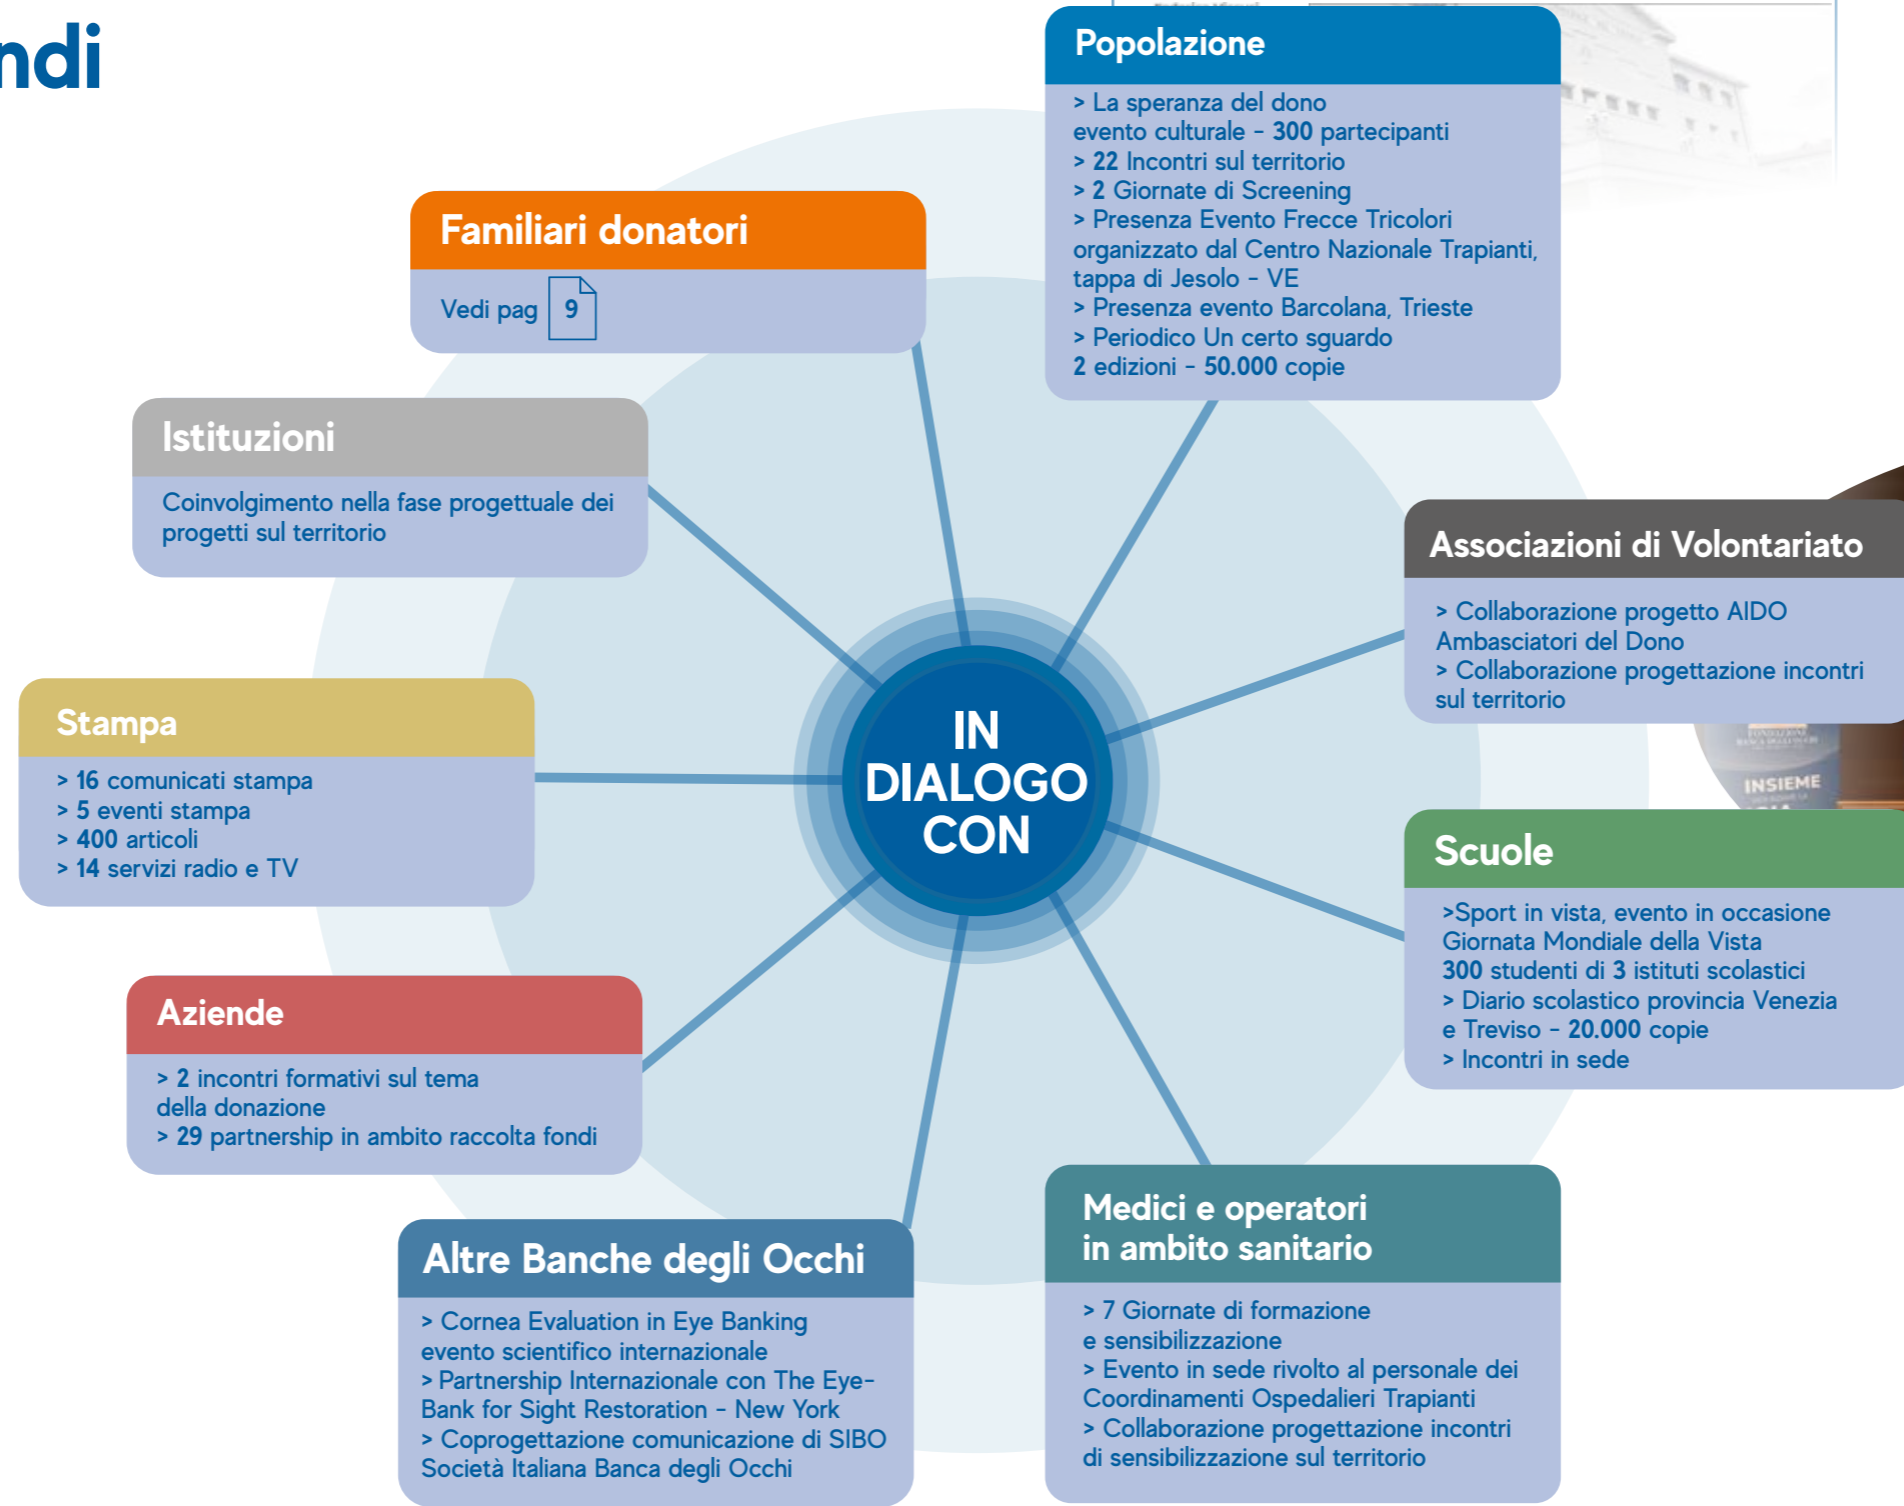 ndi
Popolazione
> La speranza del dono
evento culturale - 300 partecipanti
> 22 Incontri sul territorio
> 2 Giornate di Screening
> Presenza Evento Frecce Tricolori
organizzato dal Centro Nazionale Trapianti,
tappa di Jesolo - VE
> Presenza evento Barcolana, Trieste
> Periodico Un certo sguardo
2 edizioni - 50.000 copie
Familiari donatori
Vedi pag 9
Istituzioni
Coinvolgimento nella fase progettuale dei
progetti sul territorio
Associazioni di Volontariato
> Collaborazione progetto AIDO
Ambasciatori del Dono
> Collaborazione progettazione incontri
sul territorio
Stampa
> 16 comunicati stampa
> 5 eventi stampa
> 400 articoli
> 14 servizi radio e TV
IN
DIALOGO
CON
INSIEME
Scuole
>Sport in vista, evento in occasione
Giornata Mondiale della Vista
300 studenti di 3 istituti scolastici
> Diario scolastico provincia Venezia
e Treviso - 20.000 copie
> Incontri in sede
Aziende
> 2 incontri formativi sul tema
della donazione
> 29 partnership in ambito raccolta fondi
Altre Banche degli Occhi
> Cornea Evaluation in Eye Banking
evento scientifico internazionale
> Partnership Internazionale con The Eye-
Bank for Sight Restoration - New York
> Coprogettazione comunicazione di SIBO
Società Italiana Banca degli Occhi
Medici e operatori
in ambito sanitario
> 7 Giornate di formazione
e sensibilizzazione
> Evento in sede rivolto al personale dei
Coordinamenti Ospedalieri Trapianti
> Collaborazione progettazione incontri
di sensibilizzazione sul territorio